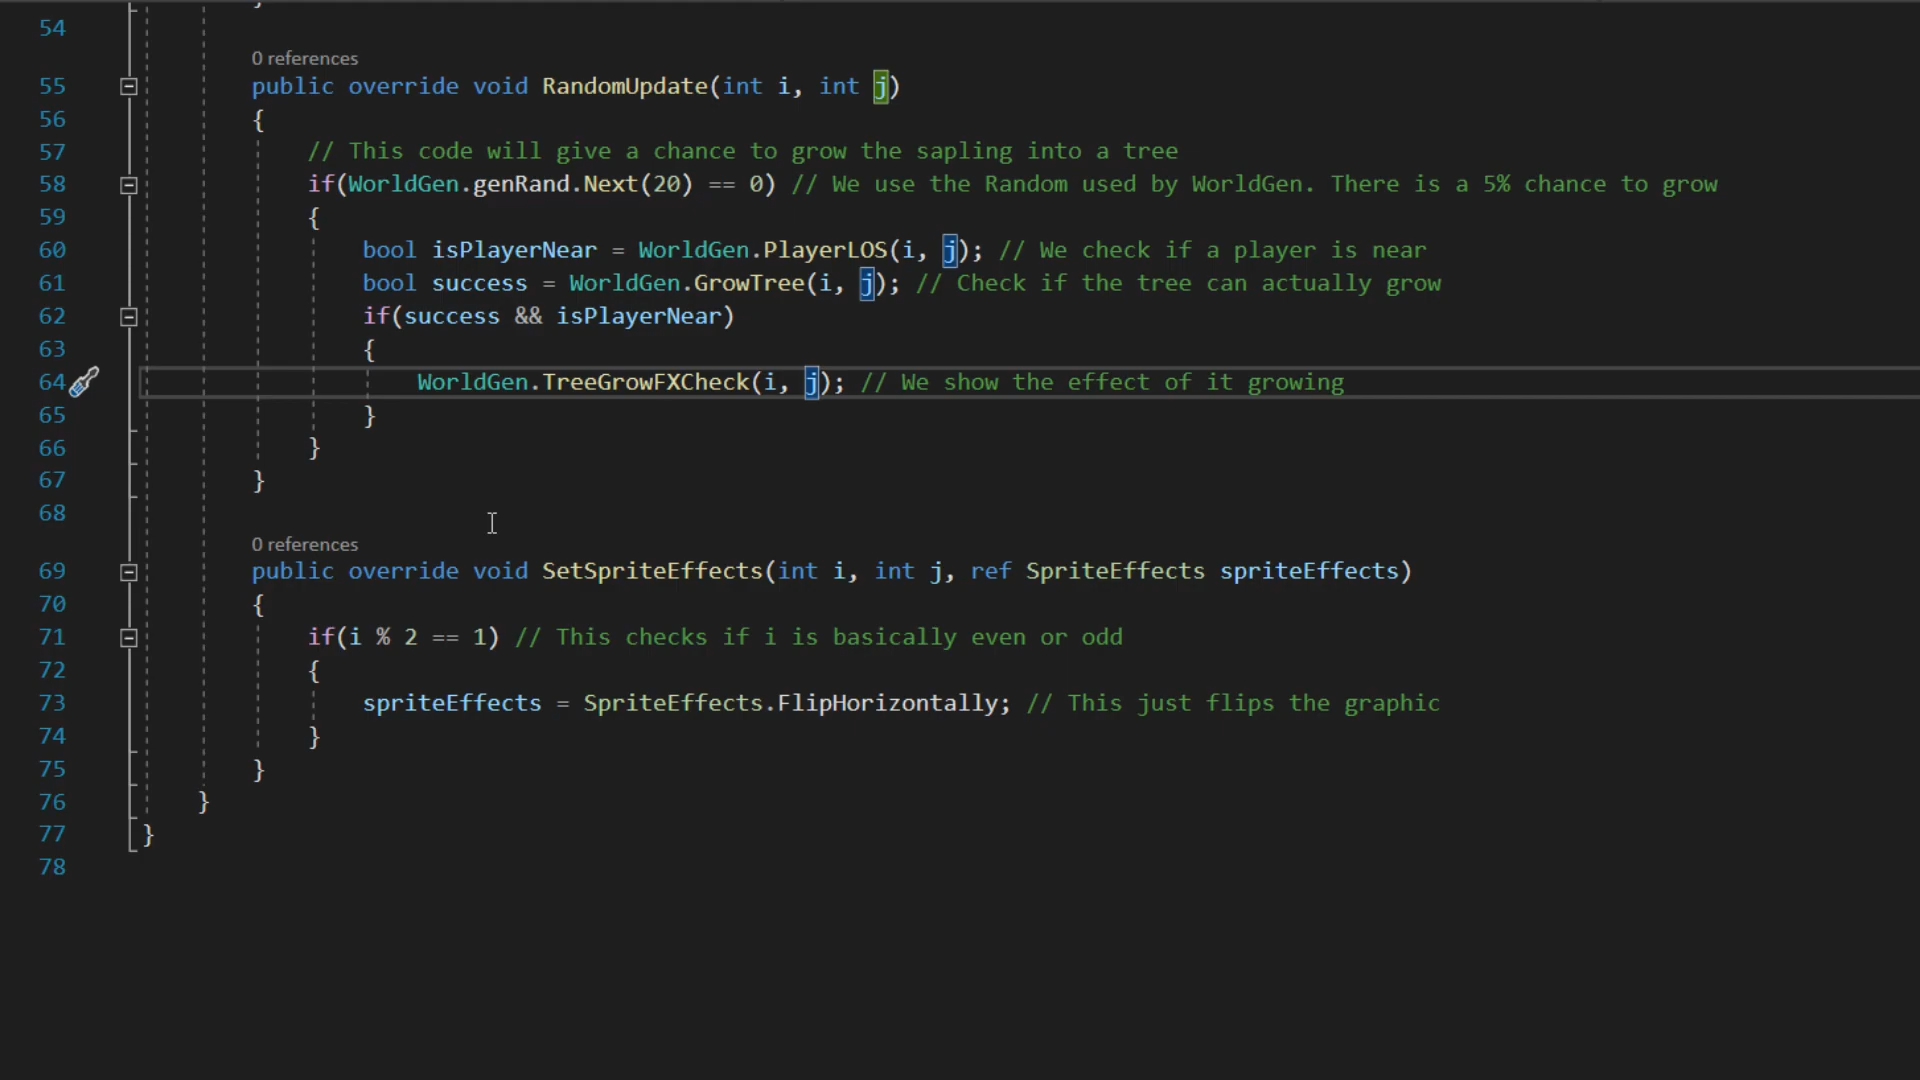 }
54
0 references
55 public override void RandomUpdate(int i, int j)
56 {
57 // This code will give a chance to grow the sapling into a tree
58 if(WorldGen.genRand.Next(20) == 0) // We use the Random used by WorldGen. There is a 5% chance to grow
59 {
60 bool isPlayerNear = WorldGen.PlayerLOS(i, j); // We check if a player is near
61 bool success = WorldGen.GrowTree(i, j); // Check if the tree can actually grow
62 if(success && isPlayerNear)
63 {
64 WorldGen.TreeGrowFXCheck(i, j); // We show the effect of it growing
65 }
66 }
67 }
68
0 references
69 public override void SetSpriteEffects(int i, int j, ref SpriteEffects spriteEffects)
70 {
71 if(i % 2 == 1) // This checks if i is basically even or odd
72 {
73 spriteEffects = SpriteEffects.FlipHorizontally; // This just flips the graphic
74 }
75 }
76 }
77 }
78